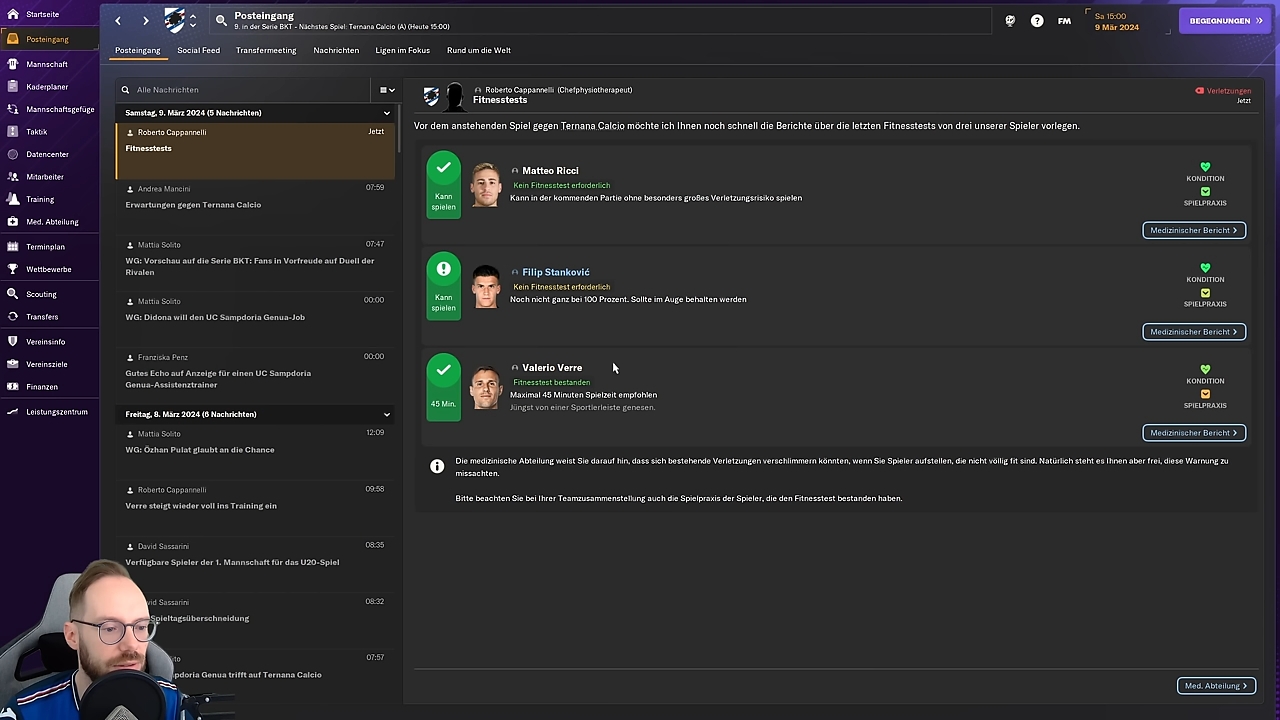 Startseite
Posteingang
Mannschaft
Kaderplaner
Mannschaftsgefüge
Taktik
Datencenter
Mitarbeiter
Training
Med. Abteilung
Terminplan
Wettbewerbe
Scouting
Transfers
Vereinsinfo
Vereinsziele
Finanzen
Leistungszentrum
Posteingang
9. in der Serie BKT - Nächstes Spiel: Ternana Calcio (A) (Heute 15:00)
?
FM
Sa 15:00
9 Mär 2024
BEGEGNUNGEN
Posteingang
Social Feed
Transfermeeting
Nachrichten
Ligen im Fokus
Rund um die Welt
Alle Nachrichten
Samstag, 9. März 2024 (5 Nachrichten)
Roberto Cappannelli Jetzt
Fitnesstests
Andrea Mancini 07:59
Erwartungen gegen Ternana Calcio
Mattia Solito 07:47
WG: Vorschau auf die Serie BKT: Fans in Vorfreude auf Duell der
Rivalen
Mattia Solito 00:00
WG: Didona will den UC Sampdoria Genua-Job
Franziska Penz 00:00
Gutes Echo auf Anzeige für einen UC Sampdoria
Genua-Assistenztrainer
Freitag, 8. März 2024 (6 Nachrichten)
Mattia Solito 12:09
WG: Özhan Pulat glaubt an die Chance
Roberto Cappannelli 09:58
Verre steigt wieder voll ins Training ein
David Sassarini 08:35
Verfügbare Spieler der 1. Mannschaft für das U20-Spiel
Sassarini 08:32
Spieltagsüberschneidung
07:57
Genua trifft auf Ternana Calcio
Roberto Cappannelli (Chefphysiotherapeut)
Fitnesstests
Verletzungen
Jetzt
Vor dem anstehenden Spiel gegen Ternana Calcio möchte ich Ihnen noch schnell die Berichte über die letzten Fitnesstests von drei unserer Spieler vorlegen.
Kann
spielen
Matteo Ricci
Kein Fitnesstest erforderlich
Kann in der kommenden Partie ohne besonders großes Verletzungsrisiko spielen
KONDITION
SPIELPRAXIS
Medizinischer Bericht
Kann
spielen
Filip Stanković
Kein Fitnesstest erforderlich
Noch nicht ganz bei 100 Prozent. Sollte im Auge behalten werden
KONDITION
SPIELPRAXIS
Medizinischer Bericht
45 Min.
Valerio Verre
Fitnesstest bestanden
Maximal 45 Minuten Spielzeit empfohlen
Jüngst von einer Sportlerleiste genesen.
KONDITION
SPIELPRAXIS
Medizinischer Bericht
Die medizinische Abteilung weist Sie darauf hin, dass sich bestehende Verletzungen verschlimmern könnten, wenn Sie Spieler aufstellen, die nicht völlig fit sind. Natürlich steht es Ihnen aber frei, diese Warnung zu
missachten.
Bitte beachten Sie bei Ihrer Teamzusammenstellung auch die Spielpraxis der Spieler, die den Fitnesstest bestanden haben.
Med. Abteilung